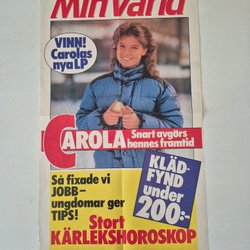 Min Värld
VINN!
Carolas
nya LP
CAROLA Snart avgörs
hennes framtid
Så fixade vi
JOBB-
ungdomar ger
TIPS!
KLÄD-
FYND
under
200:-
Stort
KÄRLEKSHOROSKOP